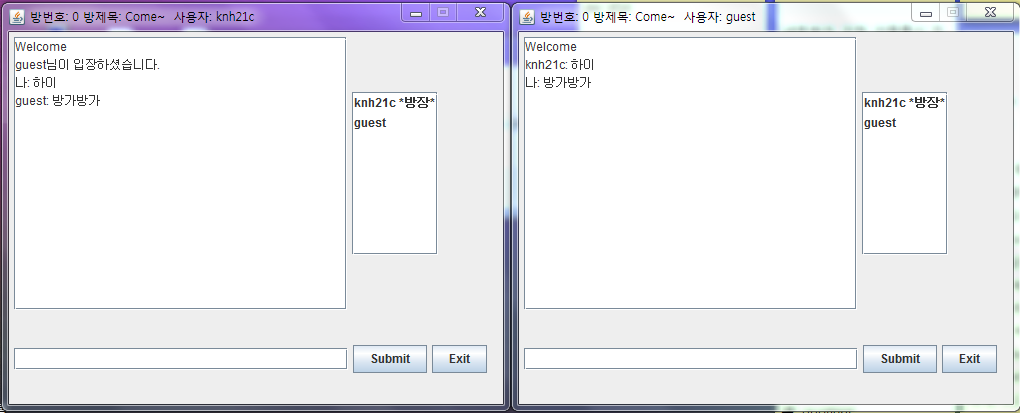 방번호: 0 방제목: Come~ 사용자: knh21c
Welcome
guest님이 입장하셨습니다.
나: 하이
guest: 방가방가
knh21c *방장*
guest
Submit
Exit
방번호: 0 방제목: Come~ 사용자: guest
Welcome
knh21c: 하이
나: 방가방가
knh21c *방장*
guest
Submit
Exit